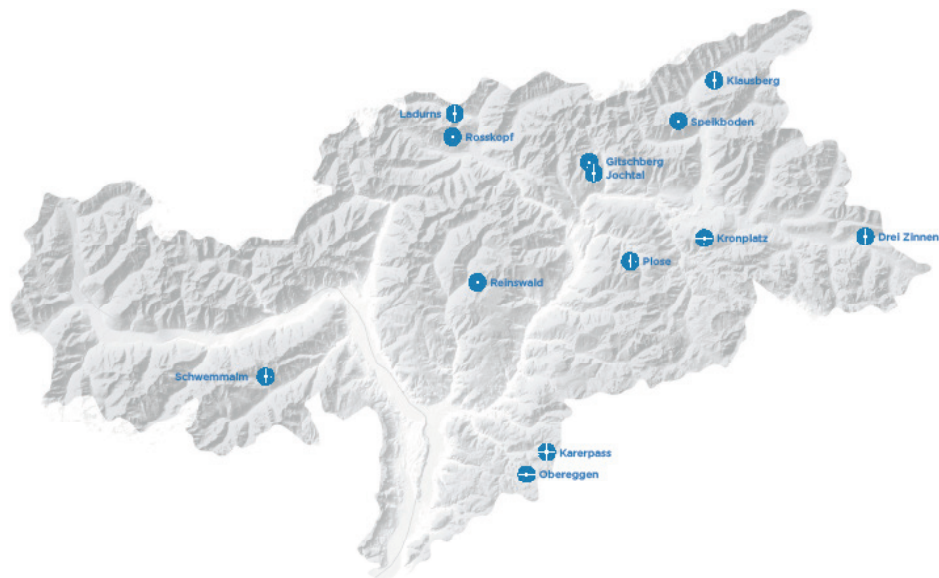 Klausberg
Ladurns
Speikboden
Rosskopf
Gitschberg
Jochtal
Kronplatz
Drei Zinnen
Plose
Reinswald
Schwemmalm
Karerpass
Obereggen